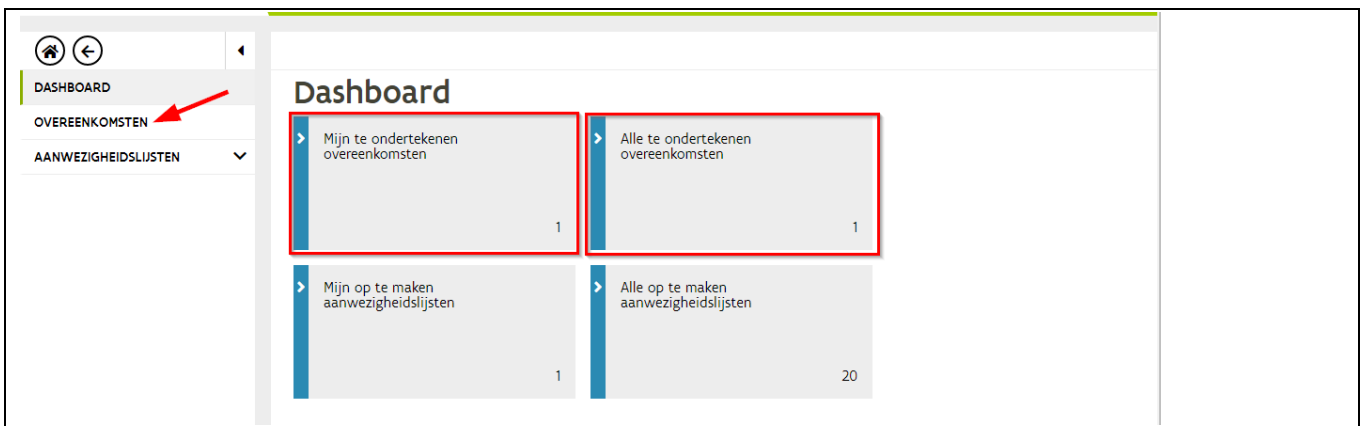 DASHBOARD
OVEREENKOMSTEN
AANWEZIGHEIDSLIJSTEN
Dashboard
Mijn te ondertekenen
overeenkomsten
1
Alle te ondertekenen
overeenkomsten
1
Mijn op te maken
aanwezigheidslijsten
1
Alle op te maken
aanwezigheidslijsten
20